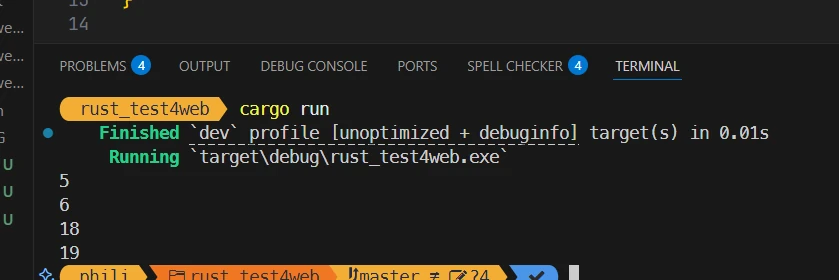 13 }
14
we...
we...
we...
PROBLEMS 4 OUTPUT DEBUG CONSOLE PORTS SPELL CHECKER 4 TERMINAL
rust_test4web cargo run
Finished `dev` profile [unoptimized + debuginfo] target(s) in 0.01s
G
Running `target\debug\rust_test4web.exe`
U
5
U
6
18
U
19
phili rust_test4web master ≢ ?4